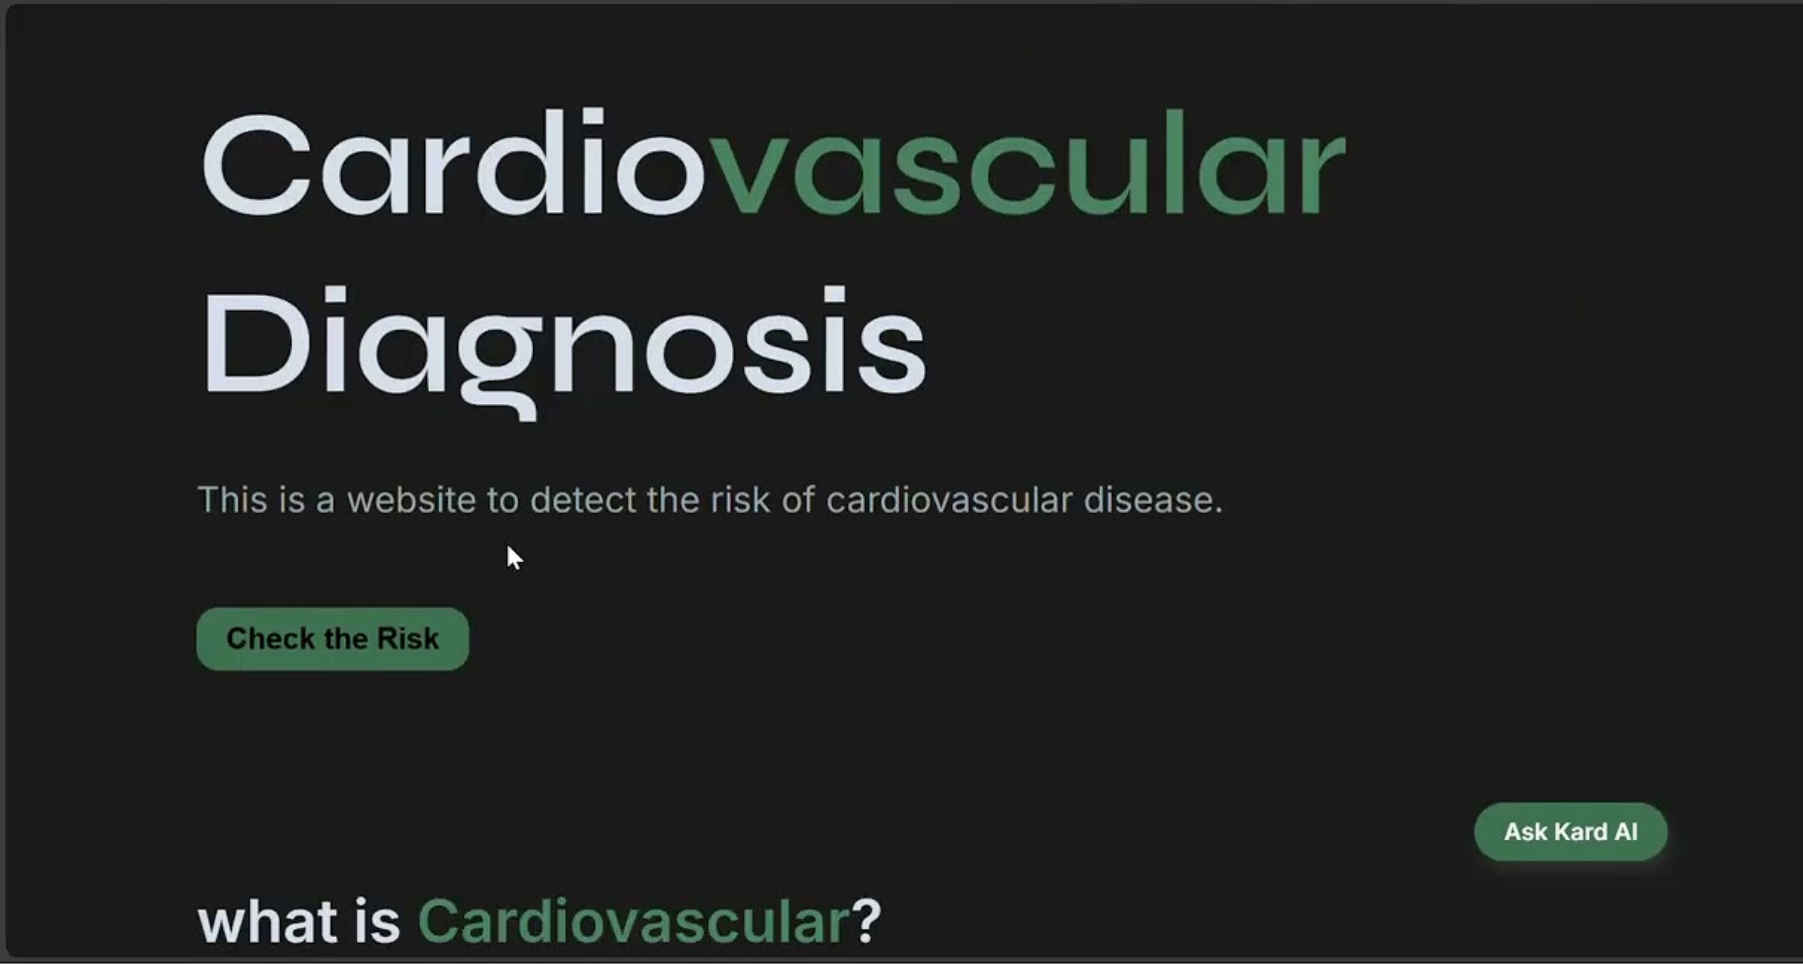 Cardiovascular
Diagnosis
This is a website to detect the risk of cardiovascular disease.
Check the Risk
Ask Kard AI
what is Cardiovascular?